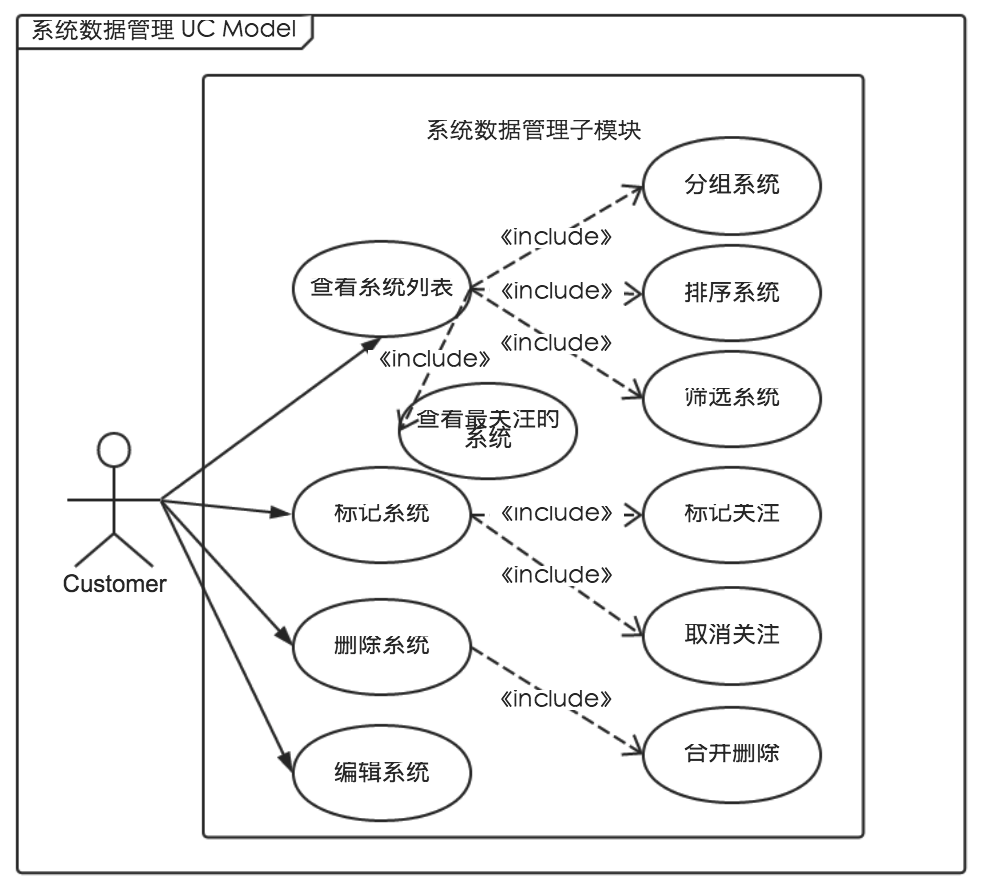 系统数据管理 UC Model
系统数据管理子模块
分组系统
《include》
查看系统列表
《include》
排序系统
《include》
《include》
筛选系统
查看最关注的
系统
标记系统
《include》
标记关注
《include》
Customer
删除系统
取消关注
《include》
合并删除
编辑系统